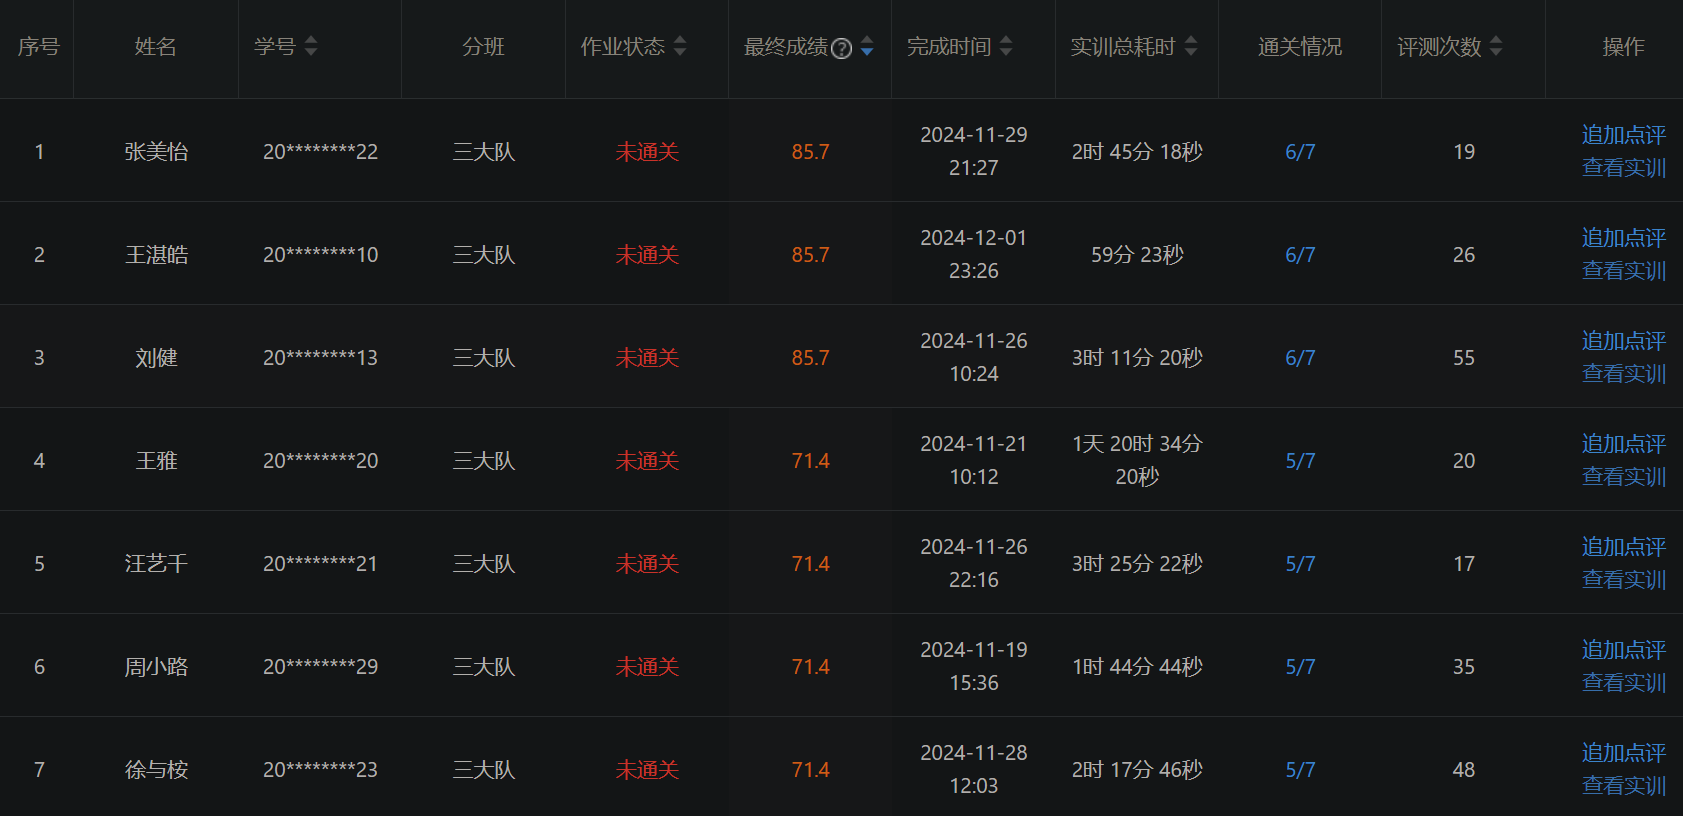 序号 姓名 学号 分班 作业状态 最终成绩? 完成时间 实训总耗时 通关情况 评测次数 操作
1 张美怡 20********22 三大队 未通关 85.7 2024-11-29 21:27 2时 45分 18秒 6/7 19 追加点评 查看实训
2 王湛皓 20********10 三大队 未通关 85.7 2024-12-01 23:26 59分 23秒 6/7 26 追加点评 查看实训
3 刘健 20********13 三大队 未通关 85.7 2024-11-26 10:24 3时 11分 20秒 6/7 55 追加点评 查看实训
4 王雅 20********20 三大队 未通关 71.4 2024-11-21 10:12 1天 20时 34分 20秒 5/7 20 追加点评 查看实训
5 汪艺千 20********21 三大队 未通关 71.4 2024-11-26 22:16 3时 25分 22秒 5/7 17 追加点评 查看实训
6 周小路 20********29 三大队 未通关 71.4 2024-11-19 15:36 1时 44分 44秒 5/7 35 追加点评 查看实训
7 徐与桉 20********23 三大队 未通关 71.4 2024-11-28 12:03 2时 17分 46秒 5/7 48 追加点评 查看实训